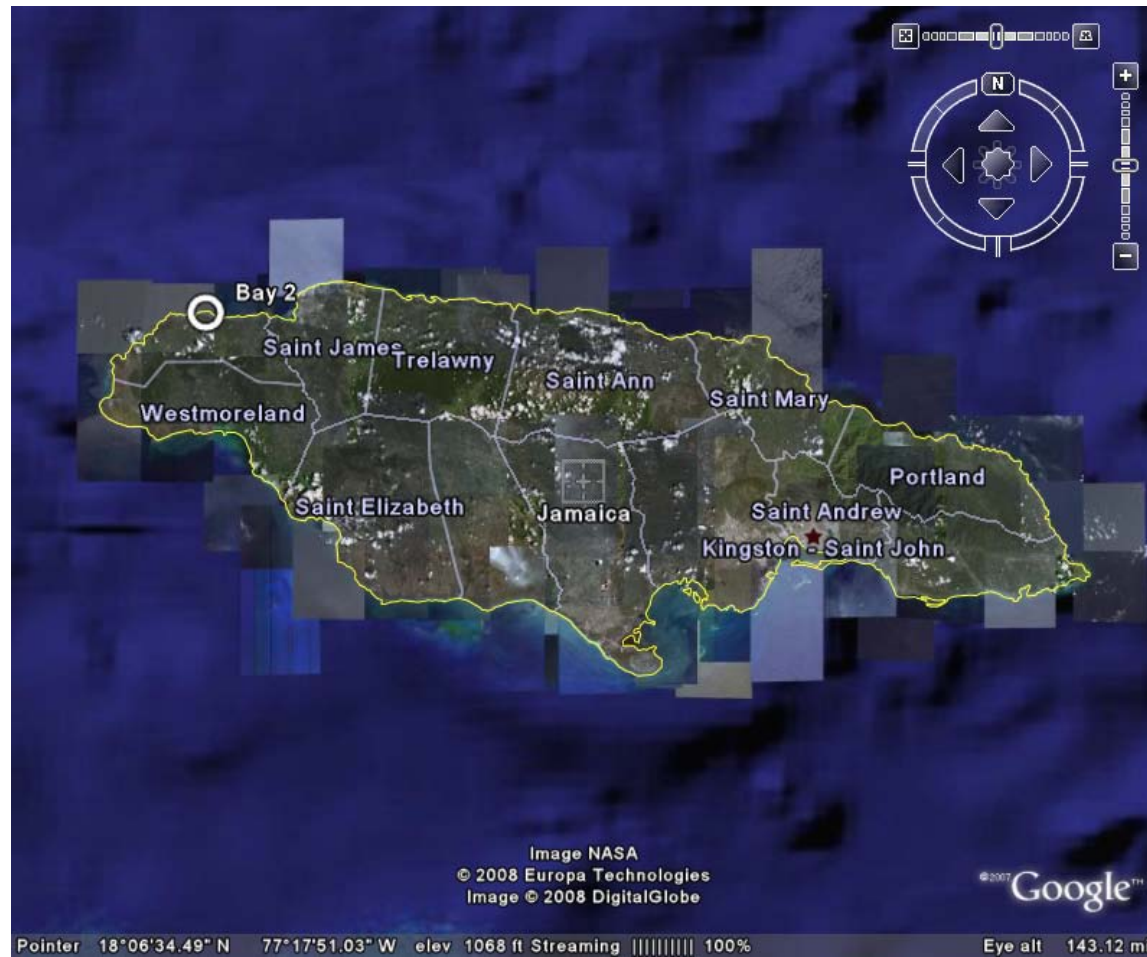 N
Bay 2
Saint James
Trelawny
Saint Ann
Saint Mary
Westmoreland
Portland
Saint Elizabeth
Jamaica
Saint Andrew
Kingston - Saint John
Image NASA
© 2008 Europa Technologies
Image © 2008 DigitalGlobe
©2007 Google™
Pointer 18°06'34.49" N 77°17'51.03" W elev 1068 ft Streaming |||||||||| 100% Eye alt 143.12 mi